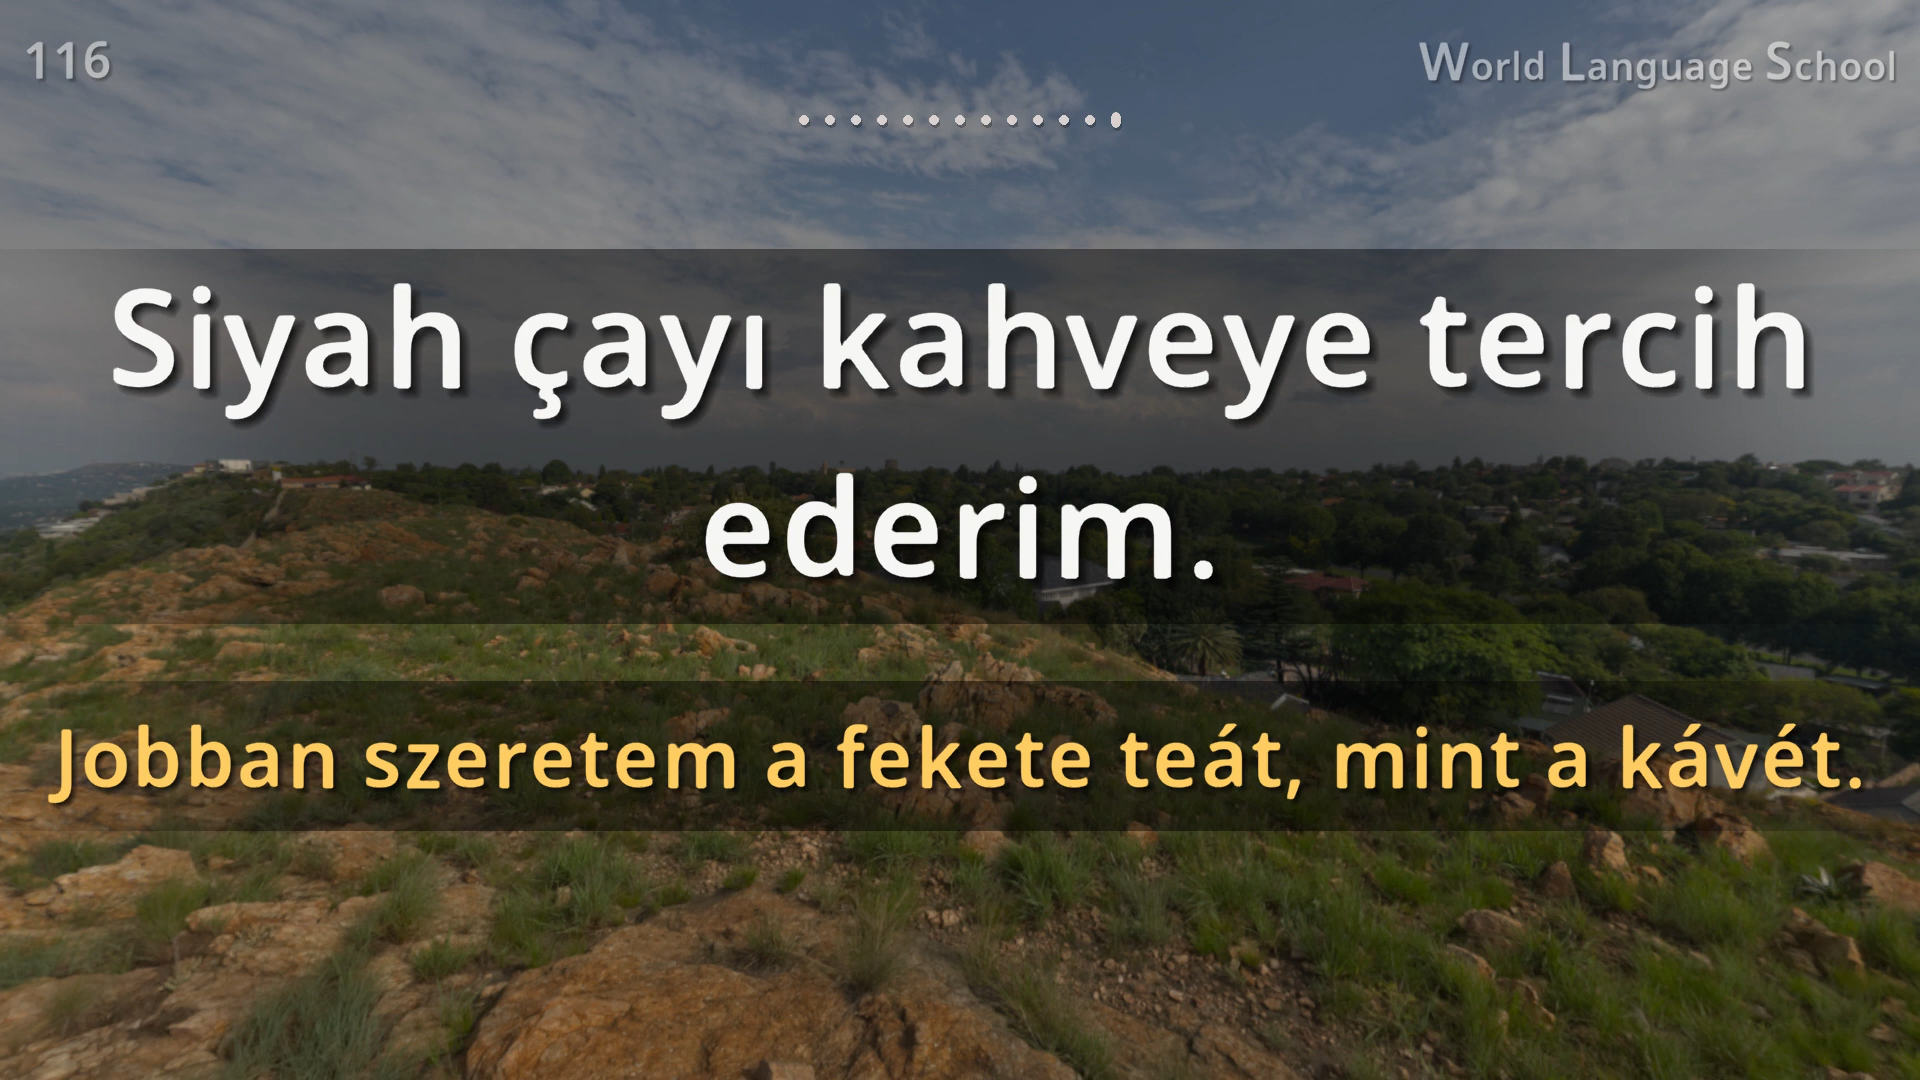 116
World Language School
Siyah çayı kahveye tercih
ederim.
Jobban szeretem a fekete teát, mint a kávét.